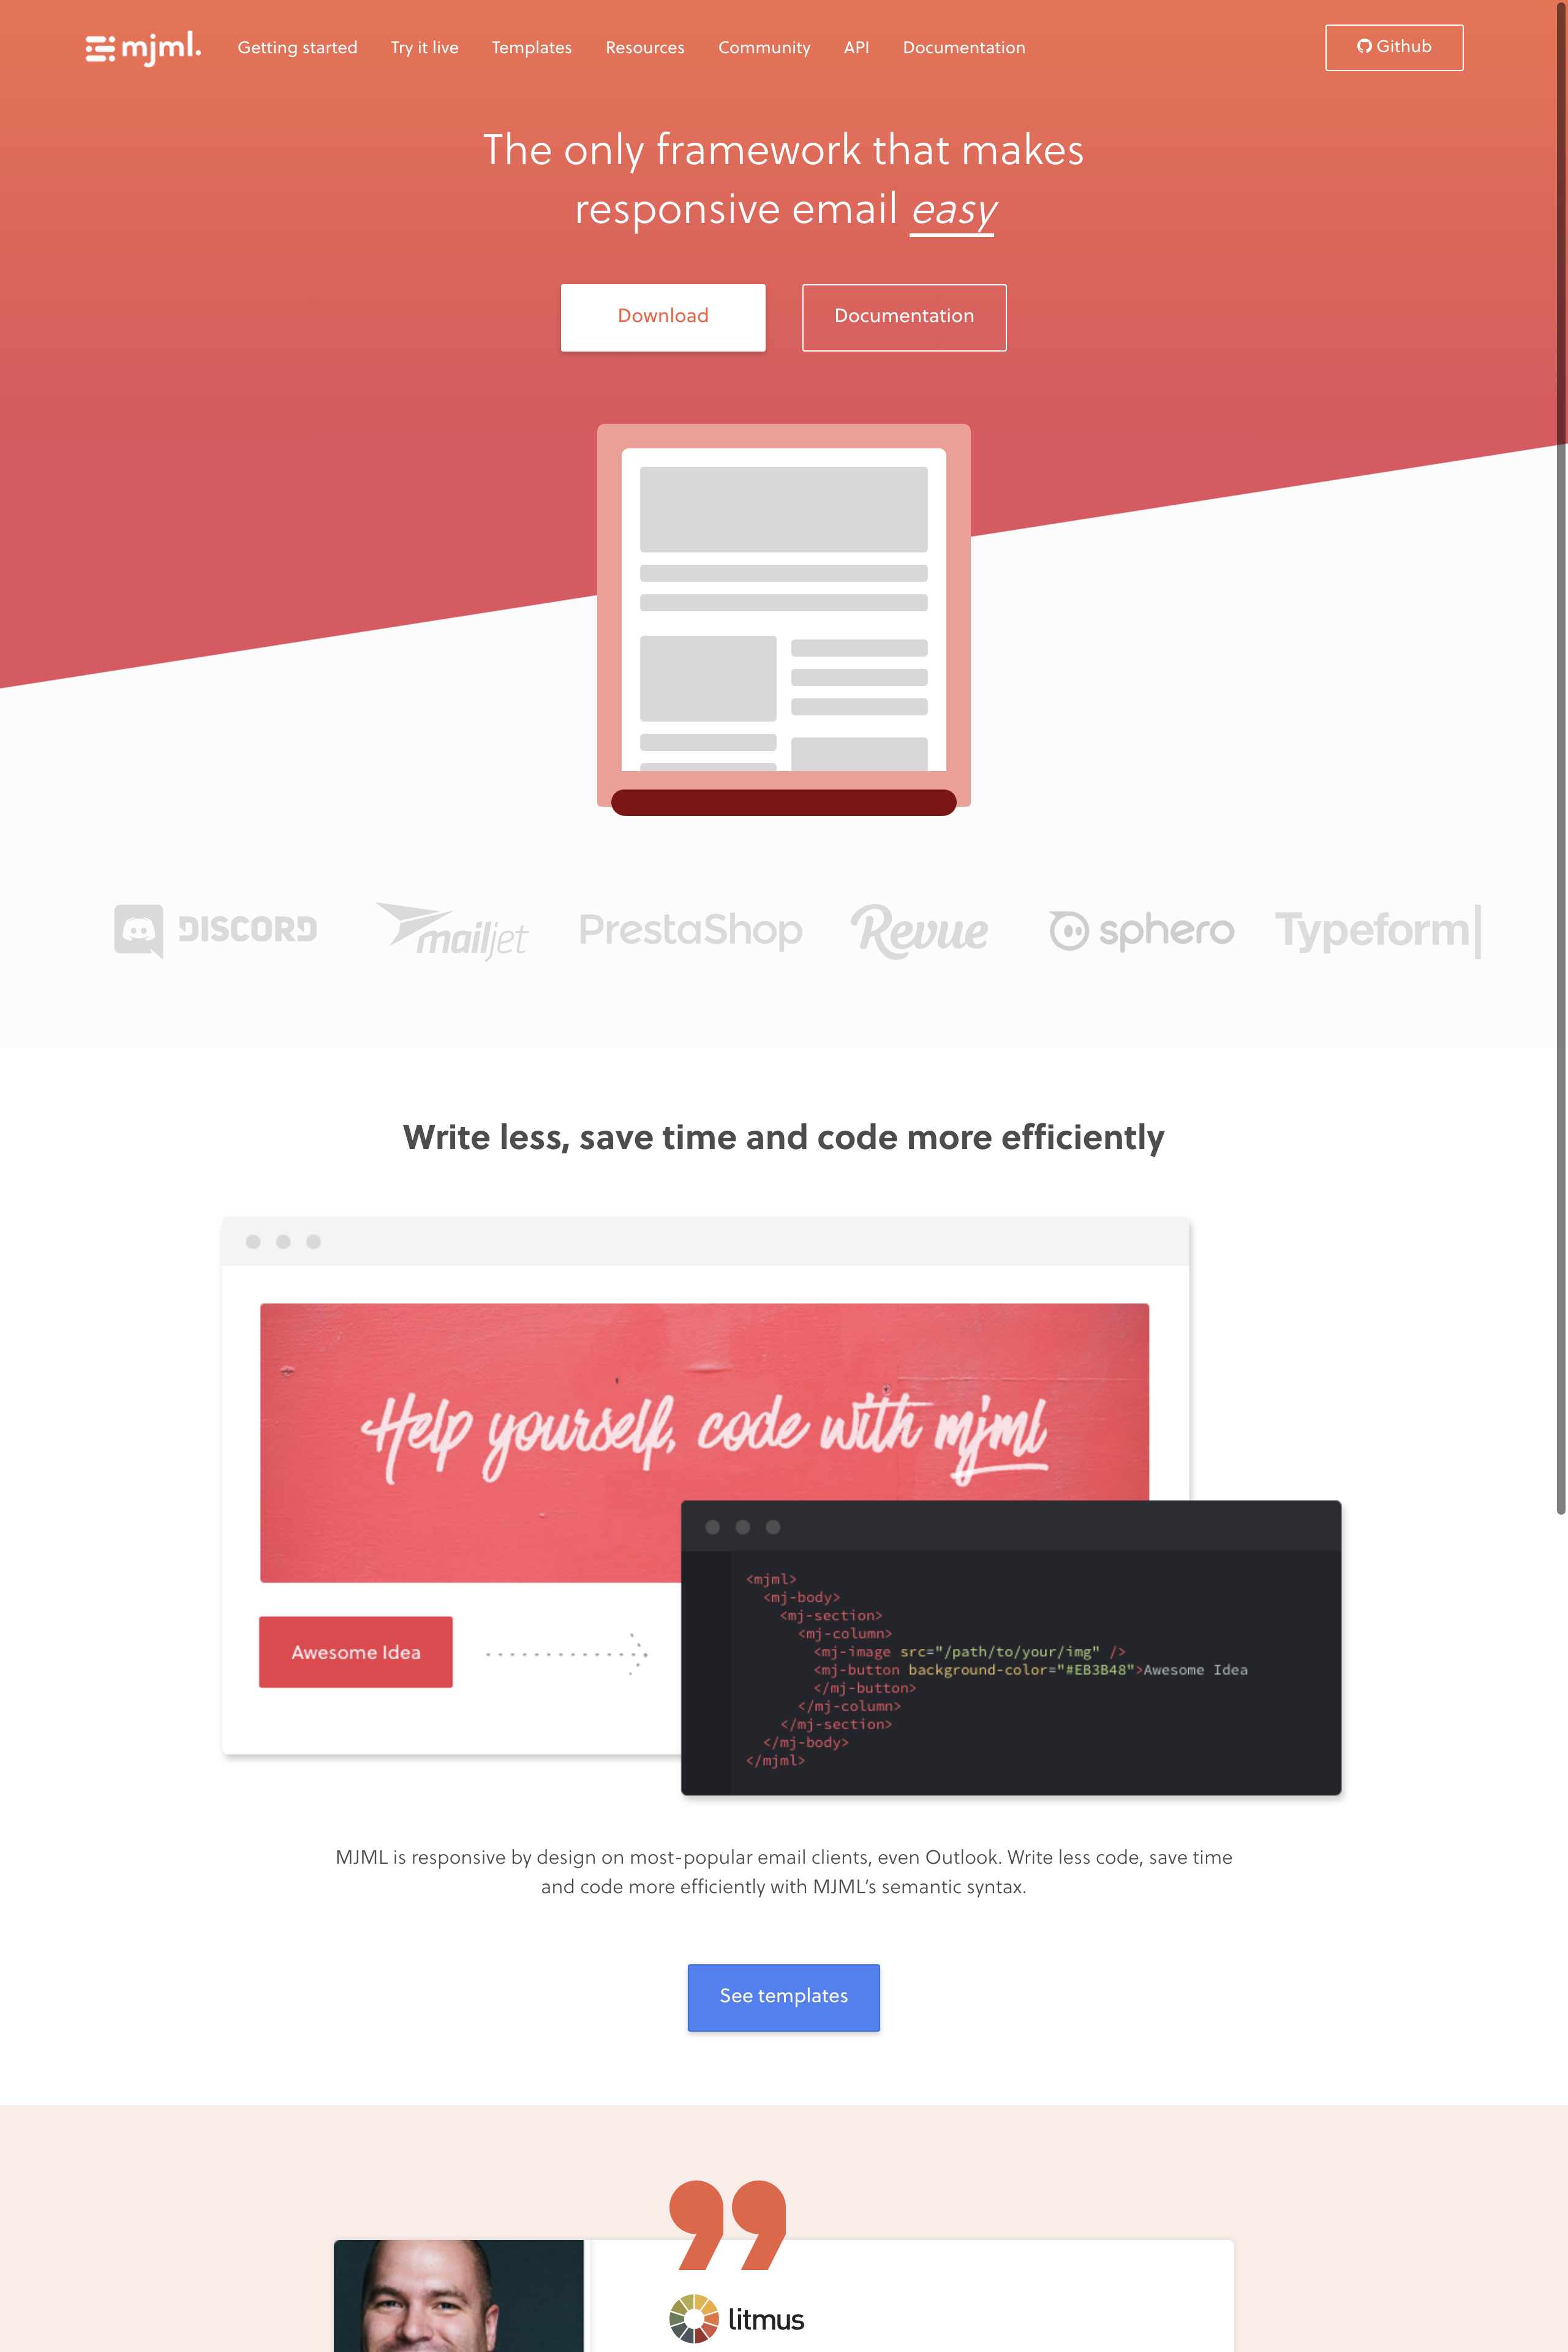 mjml.
Getting started
Try it live
Templates
Resources
Community
API
Documentation
Github
The only framework that makes
responsive email easy
Download
Documentation
DISCORD
mailjet
PrestaShop
Revue
sphero
Typeform
Write less, save time and code more efficiently
Help yourself, code with mjml
Awesome Idea
<mjml>
<mj-body>
<mj-section>
<mj-column>
<mj-image src="/path/to/your/img" />
<mj-button background-color="#EB3B48">Awesome Idea
</mj-button>
</mj-column>
</mj-section>
</mj-body>
</mjml>
MJML is responsive by design on most-popular email clients, even Outlook. Write less code, save time
and code more efficiently with MJML’s semantic syntax.
See templates
litmus